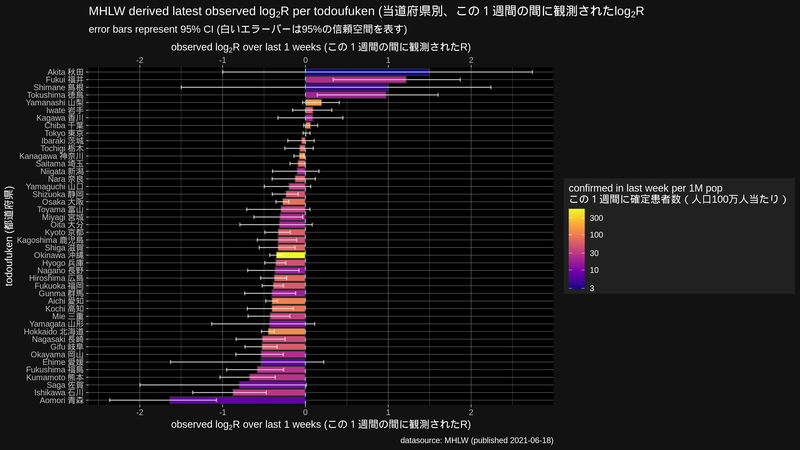 MHLW derived latest observed log₂R per todoufuken (当道府県別、この１週間の間に観測されたlog₂R
error bars represent 95% CI (白いエラーバーは95%の信頼空間を表す)
observed log₂R over last 1 weeks (この１週間の間に観測されたR)
-2 -1 0 1 2
todoufuken (都道府県)
Akita 秋田
Fukui 福井
Shimane 島根
Tokushima 徳島
Yamanashi 山梨
Iwate 岩手
Kagawa 香川
Chiba 千葉
Tokyo 東京
Ibaraki 茨城
Tochigi 栃木
Kanagawa 神奈川
Saitama 埼玉
Niigata 新潟
Nara 奈良
Yamaguchi 山口
Shizuoka 静岡
Osaka 大阪
Toyama 富山
Miyagi 宮城
Oita 大分
Kyoto 京都
Kagoshima 鹿児島
Shiga 滋賀
Okinawa 沖縄
Hyogo 兵庫
Nagano 長野
Hiroshima 広島
Fukuoka 福岡
Gunma 群馬
Aichi 愛知
Kochi 高知
Mie 三重
Yamagata 山形
Hokkaido 北海道
Nagasaki 長崎
Gifu 岐阜
Okayama 岡山
Ehime 愛媛
Fukushima 福島
Kumamoto 熊本
Saga 佐賀
Ishikawa 石川
Aomori 青森
-2 -1 0 1 2
observed log₂R over last 1 weeks (この１週間の間に観測されたR)
confirmed in last week per 1M pop
この１週間に確定患者数（人口100万人当たり）
300
100
30
10
3
datasource: MHLW (published 2021-06-18)